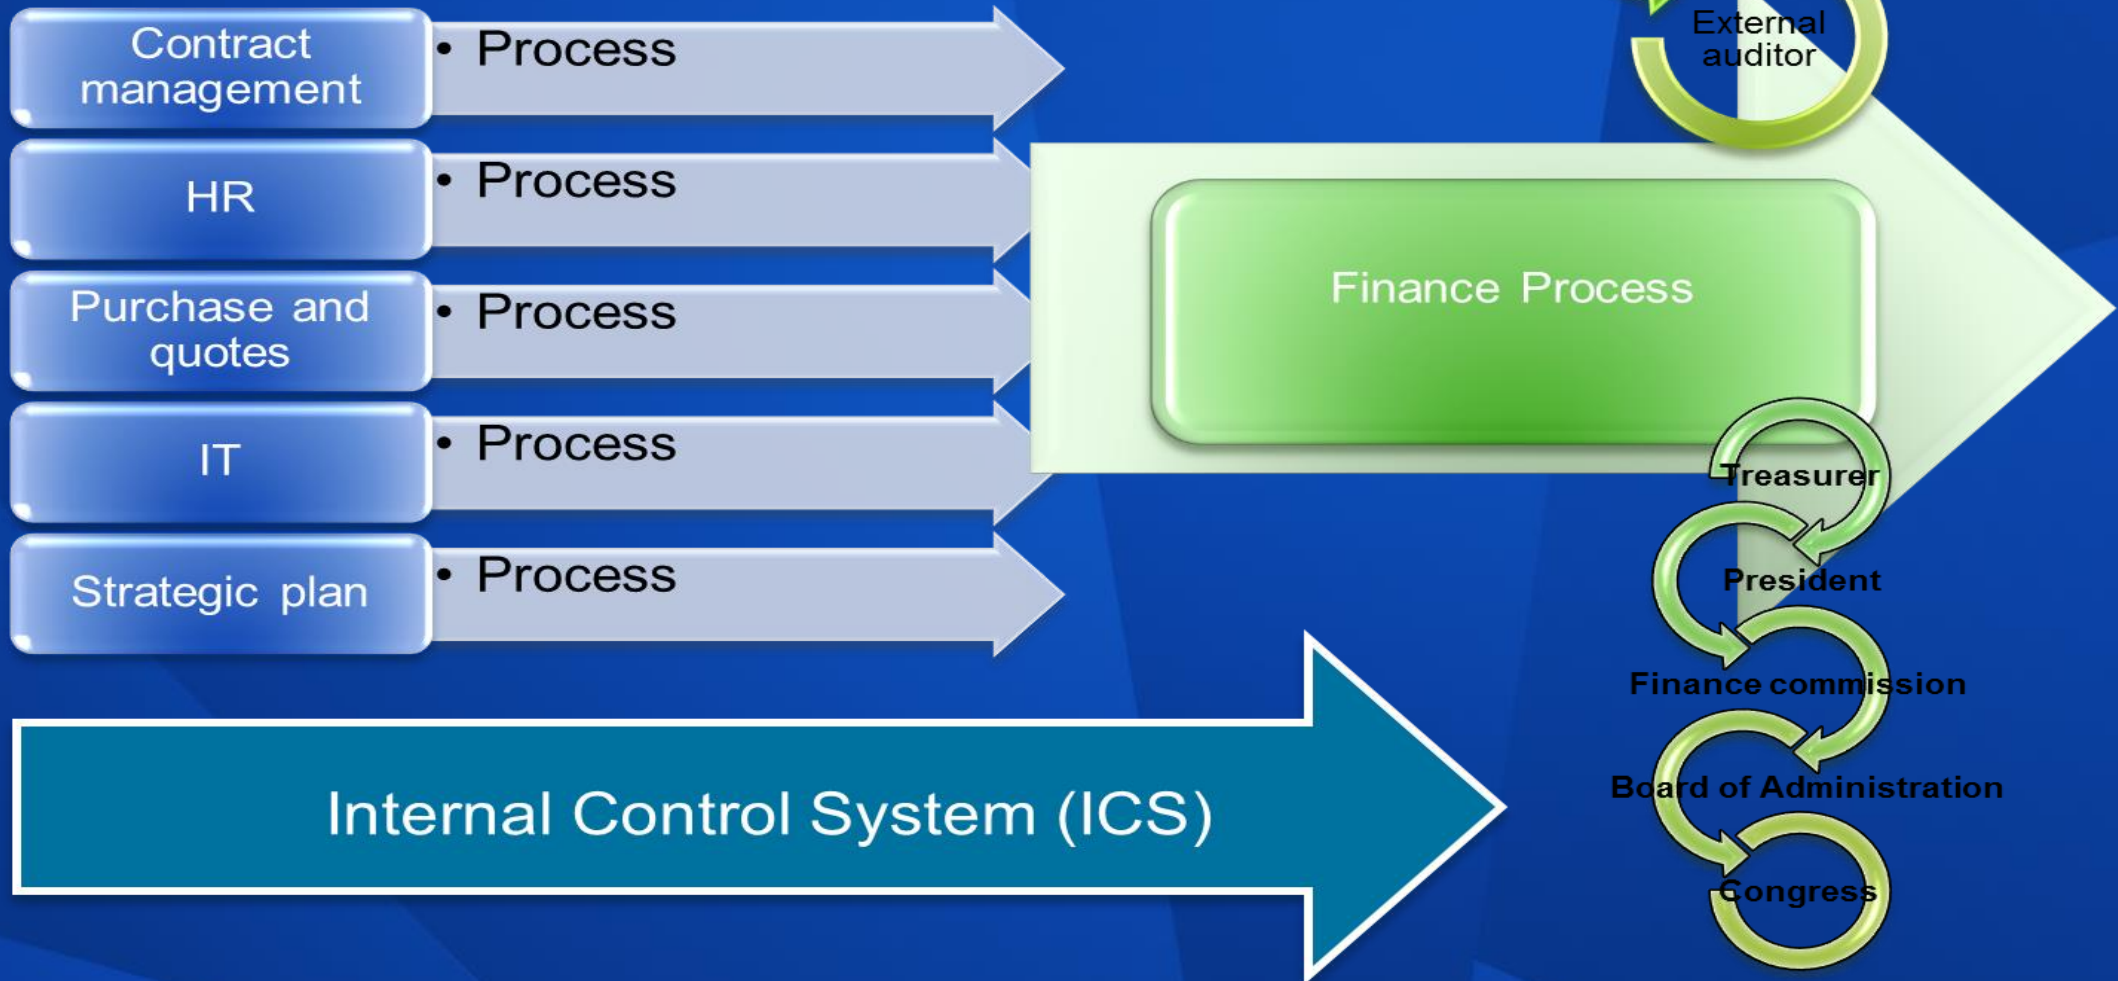 Contract
management
• Process
HR
• Process
Purchase and
quotes
• Process
IT
• Process
Strategic plan
• Process
External
auditor
Finance Process
Treasurer
President
Finance commission
Board of Administration
Congress
Internal Control System (ICS)